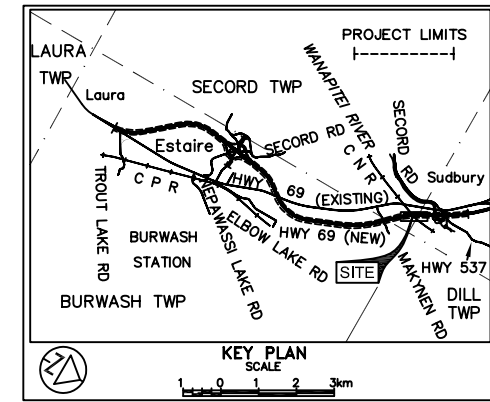 PROJECT LIMITS
LAURA
TWP
Laura
SECOND TWP
WANAPITEI RIVER
C N R
SECORD RD
Sudbury
Estaire
SECORD RD
HWY 69 (EXISTING)
C P R
TROUT LAKE RD
NEPAWASSI LAKE RD
ELBOW LAKE RD
HWY 69 (NEW)
BURWASH
STATION
SITE
HWY 537
MAKYNEN RD
DILL
TWP
BURWASH TWP
KEY PLAN
SCALE
1 0 1 2 3km